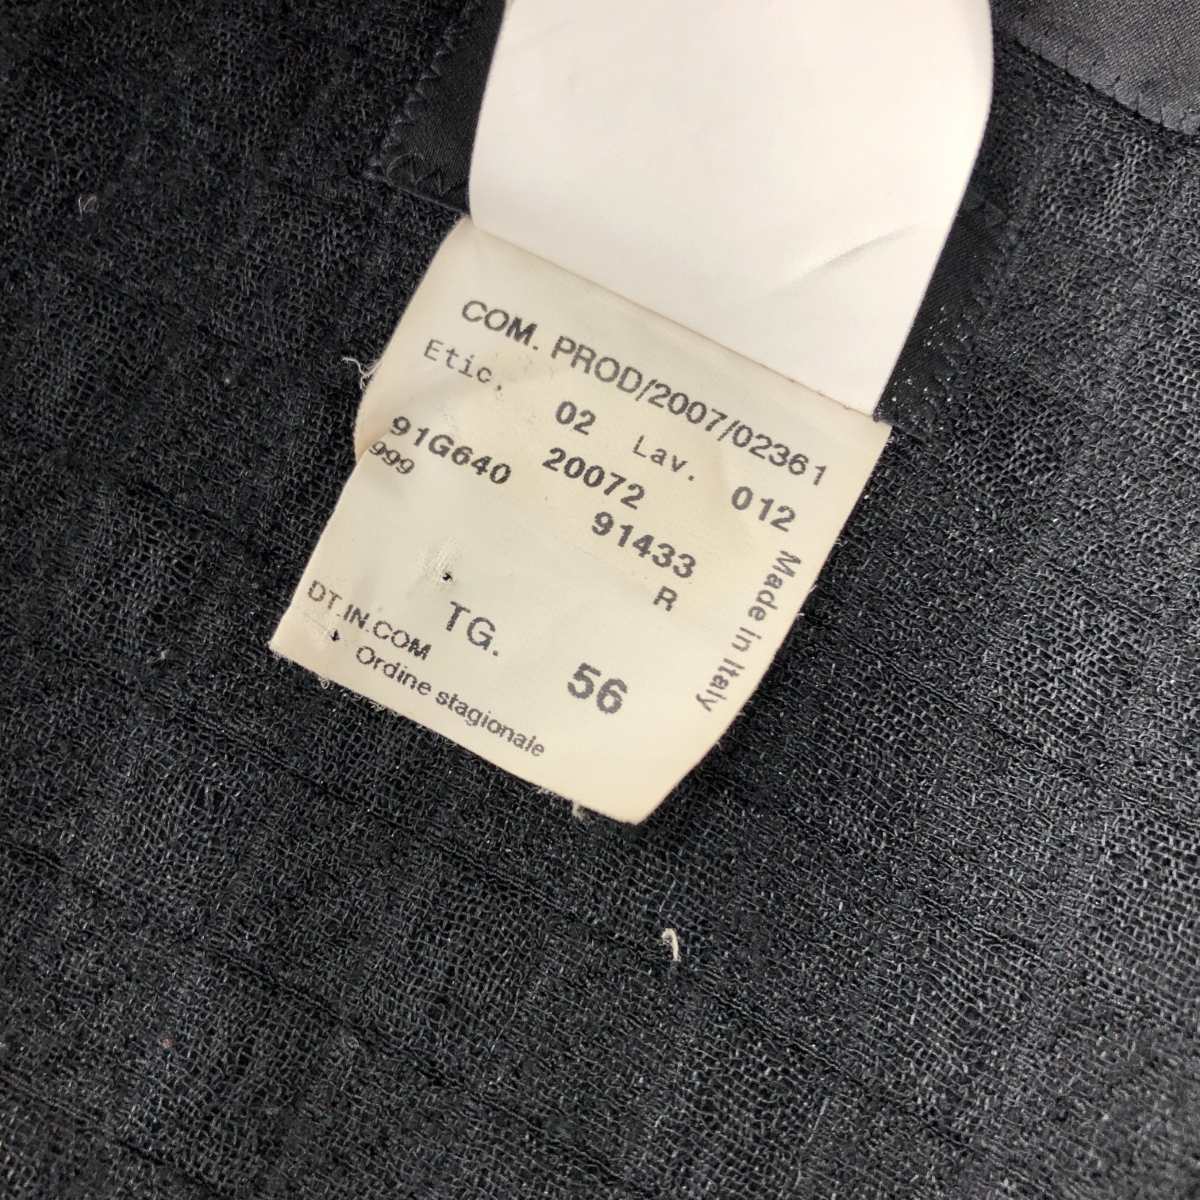 COM. PROD/2007/02361
Etic. 02 Lav. 012
91G640 20072
999 91433
R
TG. 56
DT.IN.COM
Ordine stagionale
Made in Italy